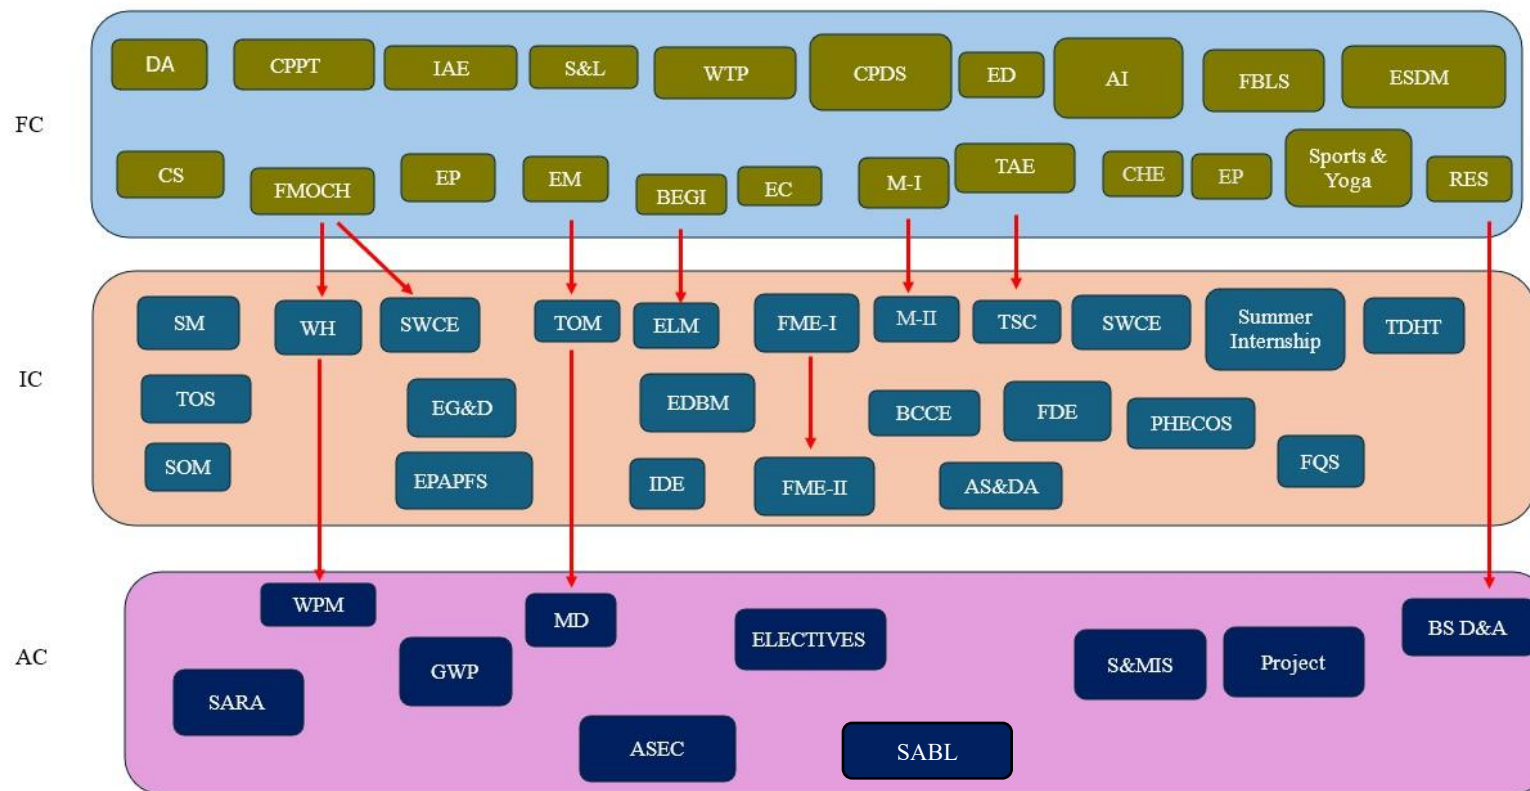 DA
CPPT
IAE
S&L
WTP
CPDS
ED
AI
FBLS
ESDM
FC
CS
FMOCH
EP
EM
BEGI
EC
M-I
TAE
CHE
EP
Sports &
Yoga
RES
SM
WH
SWCE
TOM
ELM
FME-I
M-II
TSC
SWCE
Summer
Internship
TDHT
IC
TOS
EG&D
EDBM
BCCE
FDE
PHECOS
SOM
EPAPFS
IDE
FME-II
AS&DA
FQS
WPM
MD
ELECTIVES
BS D&A
AC
GWP
S&MIS
Project
SARA
ASEC
SABL